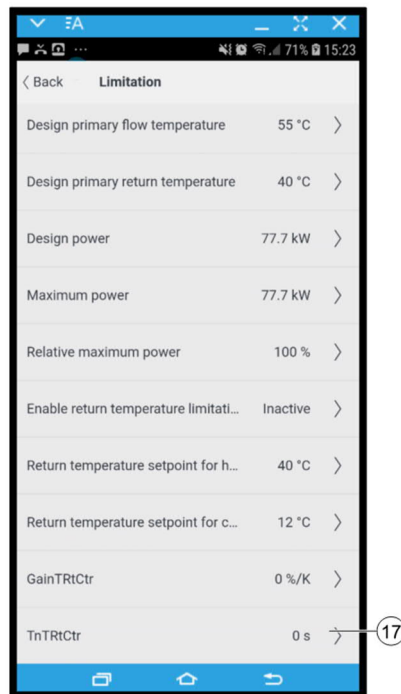 ΞA
... 71% 15:23
Back Limitation
Design primary flow temperature 55 °C
Design primary return temperature 40 °C
Design power 77.7 kW
Maximum power 77.7 kW
Relative maximum power 100 %
Enable return temperature limitati... Inactive
Return temperature setpoint for h... 40 °C
Return temperature setpoint for c... 12 °C
GainTRtCtr 0 %/K
TnTRtCtr 0 s 17